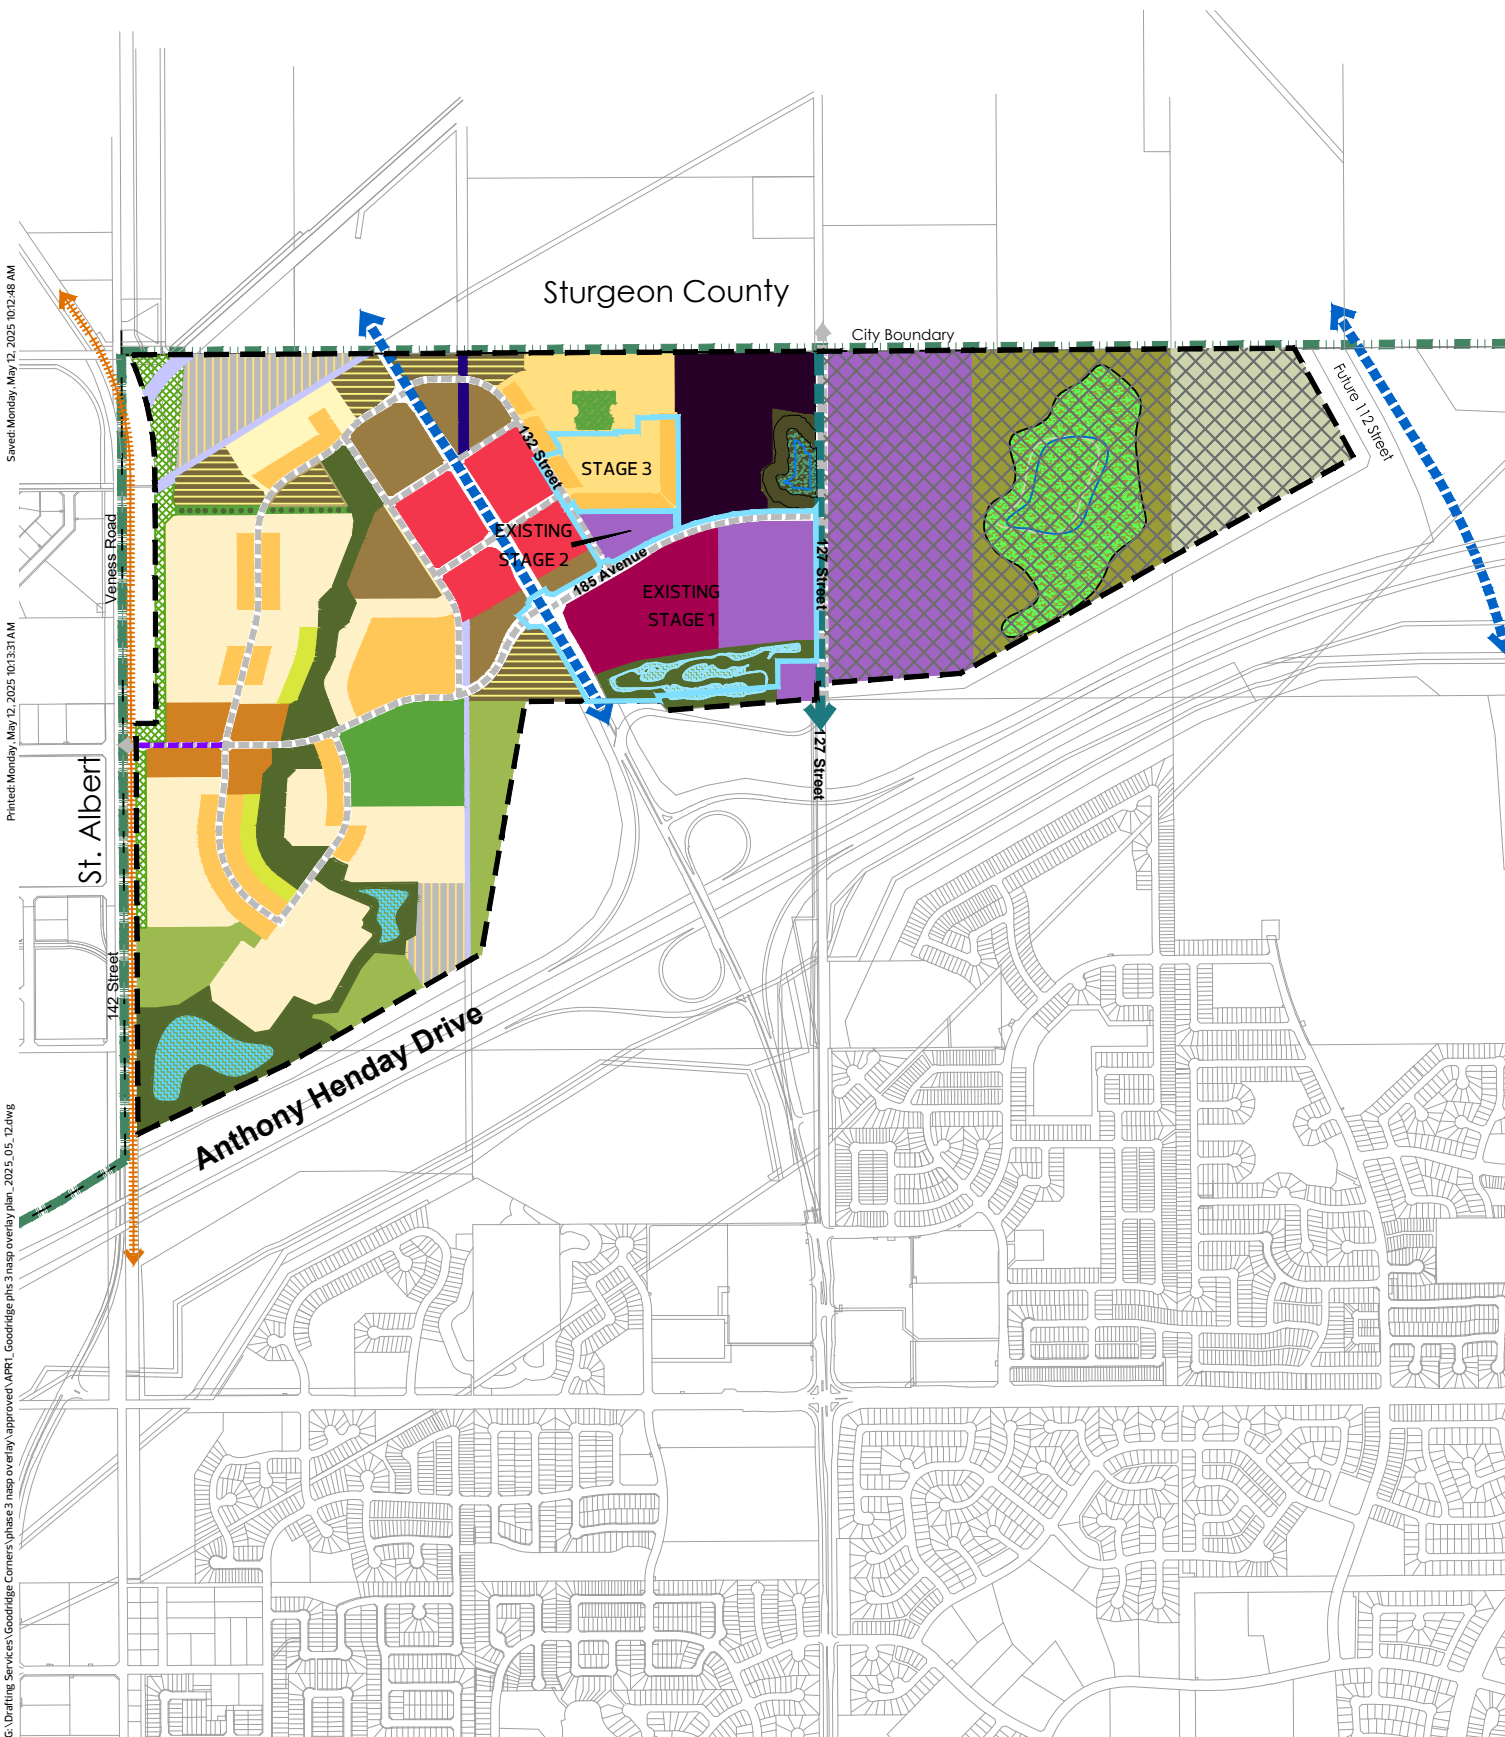 Sturgeon County
City Boundary
Future 112 Street
132 Street
STAGE 3
EXISTING
STAGE 2
185 Avenue
EXISTING
STAGE 1
127 Street
127 Street
Veness Road
St. Albert
142 Street
Anthony Henday Drive
Saved: Monday, May 12, 2025 10:12:48 AM
Printed: Monday, May 12, 2025 10:13:31 AM
G:\Drafting Services\Goodridge Corners\phase 3 nasp overlay\approved\APR1_Goodridge phs 3 nasp overlay plan_2025_05_12.dwg